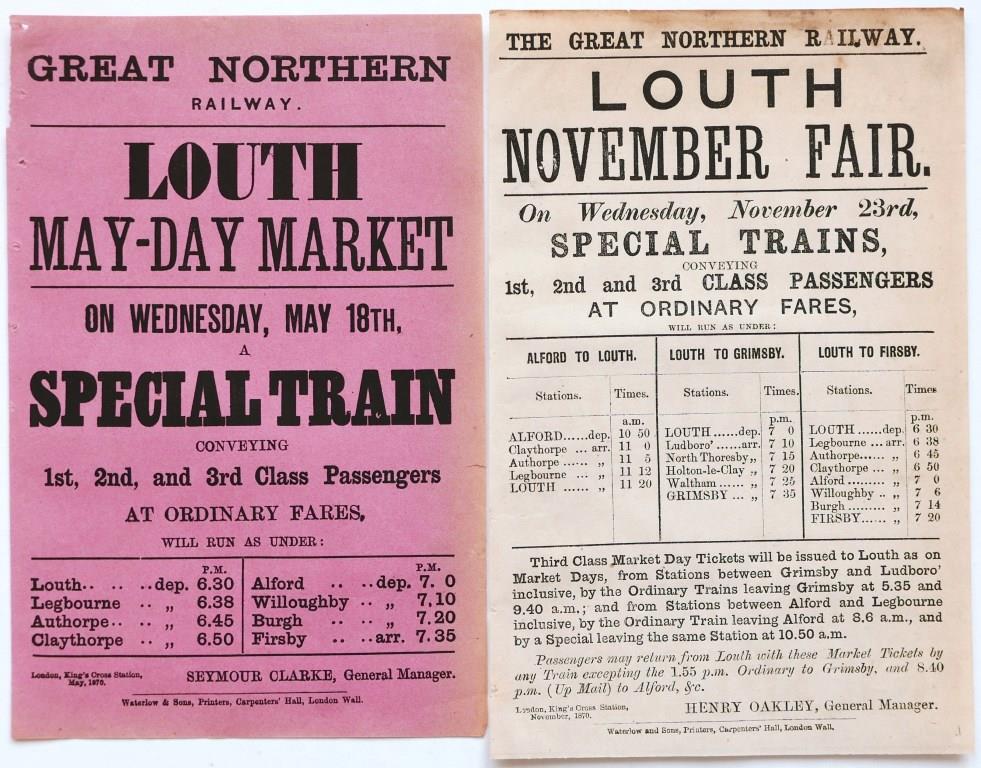 GREAT NORTHERN
RAILWAY.
LOUTH
MAY-DAY MARKET
ON WEDNESDAY, MAY 18TH,
A
SPECIAL TRAIN
CONVEYING
1st, 2nd, and 3rd Class Passengers
AT ORDINARY FARES,
WILL RUN AS UNDER:
P.M. P.M.
Louth.. .. ..dep. 6.30 Alford .. ..dep. 7. 0
Legbourne .. „ 6.38 Willoughby .. „ 7.10
Authorpe.. .. „ 6.45 Burgh .. .. „ 7.20
Claythorpe .. „ 6.50 Firsby .. ..arr. 7.35
London, King's Cross Station,
May, 1870.
SEYMOUR CLARKE, General Manager.
Waterlow & Sons, Printers, Carpenters' Hall, London Wall.
THE GREAT NORTHERN RAILWAY.
LOUTH
NOVEMBER FAIR.
On Wednesday, November 23rd,
SPECIAL TRAINS,
CONVEYING
1st, 2nd and 3rd CLASS PASSENGERS
AT ORDINARY FARES,
WILL RUN AS UNDER:
ALFORD TO LOUTH.
Stations. Times.
a.m.
ALFORD......dep. 10 50
Claythorpe ... arr. 11 0
Authorpe ...... „ 11 5
Legbourne ... „ 11 12
LOUTH ...... „ 11 20
LOUTH TO GRIMSBY.
Stations. Times.
p.m.
LOUTH......dep. 7 0
Ludboro'......arr. 7 10
North Thoresby„ 7 15
Holton-le-Clay .. „ 7 20
Waltham...... „ 7 25
GRIMSBY ... „ 7 35
LOUTH TO FIRSBY.
Stations. Times
p.m.
LOUTH......dep. 6 30
Legbourne ... arr. 6 38
Authorpe...... „ 6 45
Claythorpe ... „ 6 50
Alford ......... „ 7 0
Willoughby .. „ 7 6
Burgh ......... „ 7 14
FIRSBY...... „ 7 20
Third Class Market Day Tickets will be issued to Louth as on
Market Days, from Stations between Grimsby and Ludboro'
inclusive, by the Ordinary Trains leaving Grimsby at 5.35 and
9.40 a.m.; and from Stations between Alford and Legbourne
inclusive, by the Ordinary Train leaving Alford at 8.6 a.m., and
by a Special leaving the same Station at 10.50 a.m.
Passengers may return from Louth with these Market Tickets by
any Train excepting the 1.55 p.m. Ordinary to Grimsby, and 8.40
p.m. (Up Mail) to Alford, &c.
London, King's Cross Station,
November, 1870.
HENRY OAKLEY, General Manager.
Waterlow and Sons, Printers, Carpenters' Hall, London Wall.